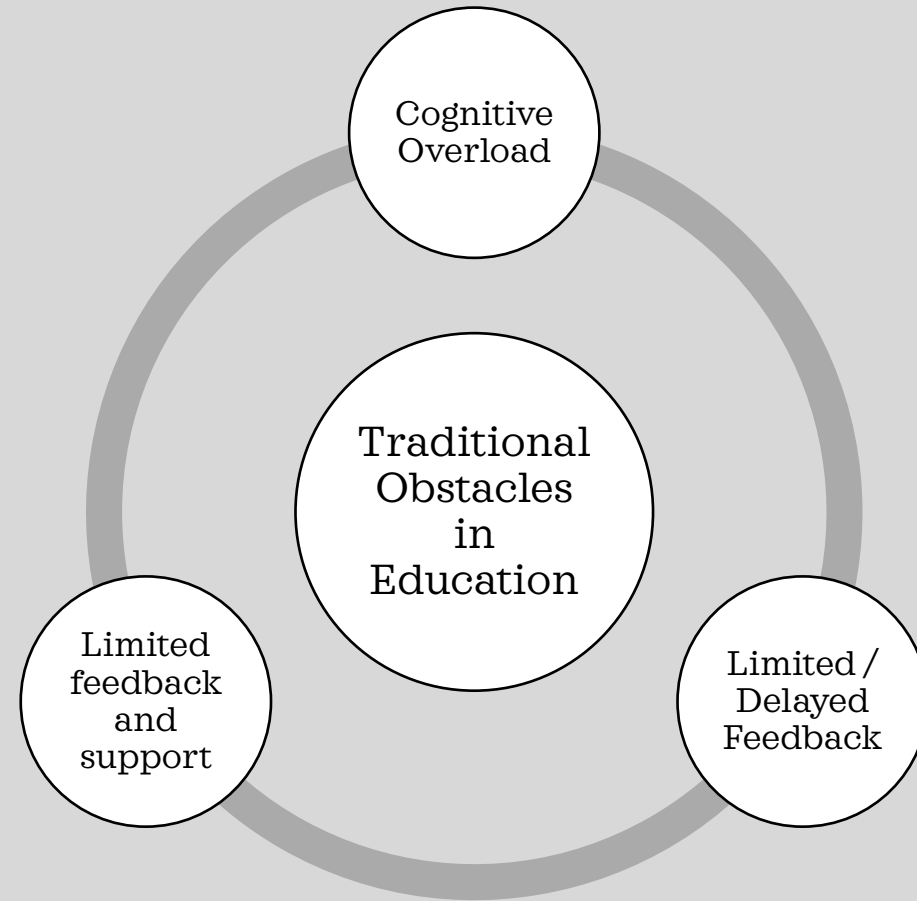 Cognitive
Overload
Traditional
Obstacles
in
Education
Limited
feedback
and
support
Limited /
Delayed
Feedback